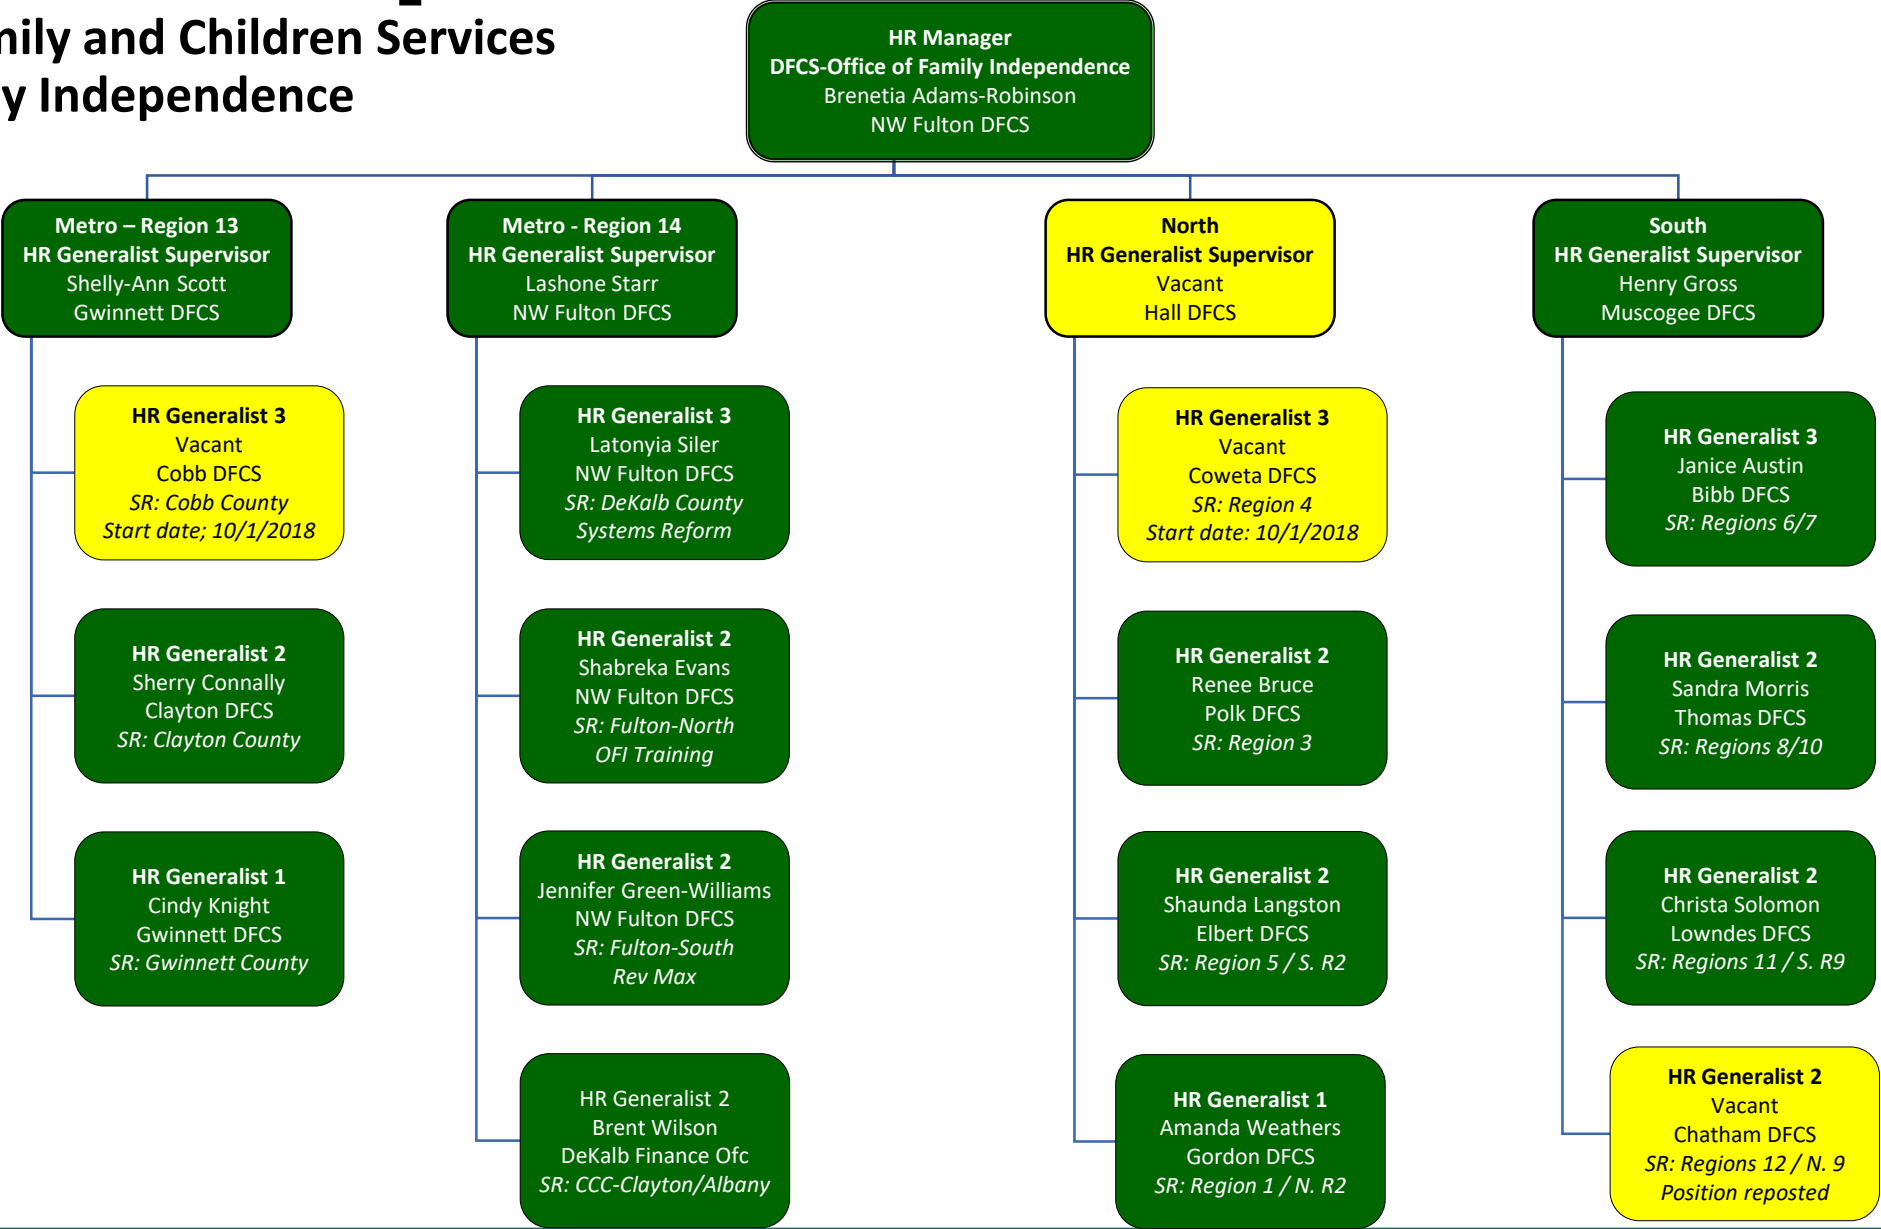 mily and Children Services
y Independence
HR Manager
DFCS-Office of Family Independence
Brenetia Adams-Robinson
NW Fulton DFCS
Metro – Region 13
HR Generalist Supervisor
Shelly-Ann Scott
Gwinnett DFCS
HR Generalist 3
Vacant
Cobb DFCS
SR: Cobb County
Start date; 10/1/2018
HR Generalist 2
Sherry Connally
Clayton DFCS
SR: Clayton County
HR Generalist 1
Cindy Knight
Gwinnett DFCS
SR: Gwinnett County
Metro - Region 14
HR Generalist Supervisor
Lashone Starr
NW Fulton DFCS
HR Generalist 3
Latonyia Siler
NW Fulton DFCS
SR: DeKalb County
Systems Reform
HR Generalist 2
Shabreka Evans
NW Fulton DFCS
SR: Fulton-North
OFI Training
HR Generalist 2
Jennifer Green-Williams
NW Fulton DFCS
SR: Fulton-South
Rev Max
HR Generalist 2
Brent Wilson
DeKalb Finance Ofc
SR: CCC-Clayton/Albany
North
HR Generalist Supervisor
Vacant
Hall DFCS
HR Generalist 3
Vacant
Coweta DFCS
SR: Region 4
Start date: 10/1/2018
HR Generalist 2
Renee Bruce
Polk DFCS
SR: Region 3
HR Generalist 2
Shaunda Langston
Elbert DFCS
SR: Region 5 / S. R2
HR Generalist 1
Amanda Weathers
Gordon DFCS
SR: Region 1 / N. R2
South
HR Generalist Supervisor
Henry Gross
Muscogee DFCS
HR Generalist 3
Janice Austin
Bibb DFCS
SR: Regions 6/7
HR Generalist 2
Sandra Morris
Thomas DFCS
SR: Regions 8/10
HR Generalist 2
Christa Solomon
Lowndes DFCS
SR: Regions 11 / S. R9
HR Generalist 2
Vacant
Chatham DFCS
SR: Regions 12 / N. 9
Position reposted